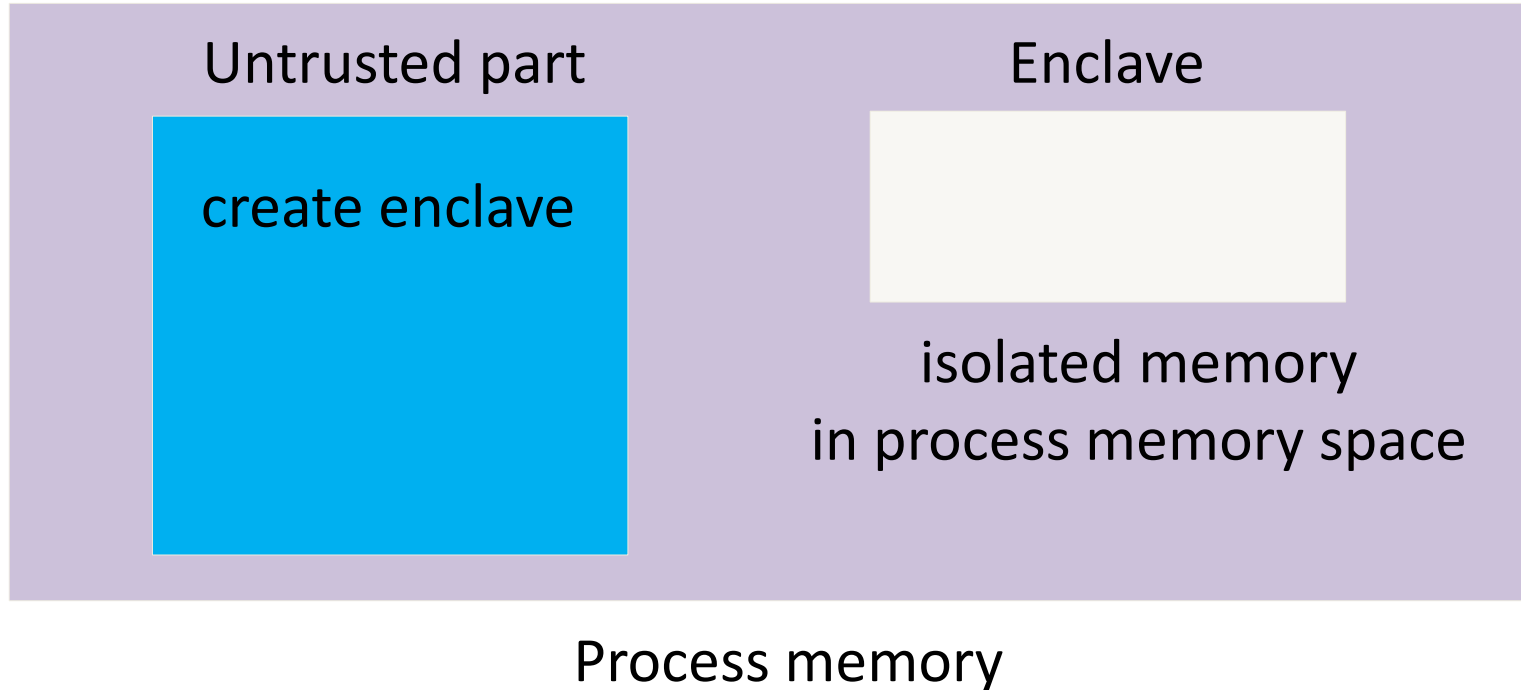 Untrusted part
Enclave
create enclave
isolated memory
in process memory space
Process memory